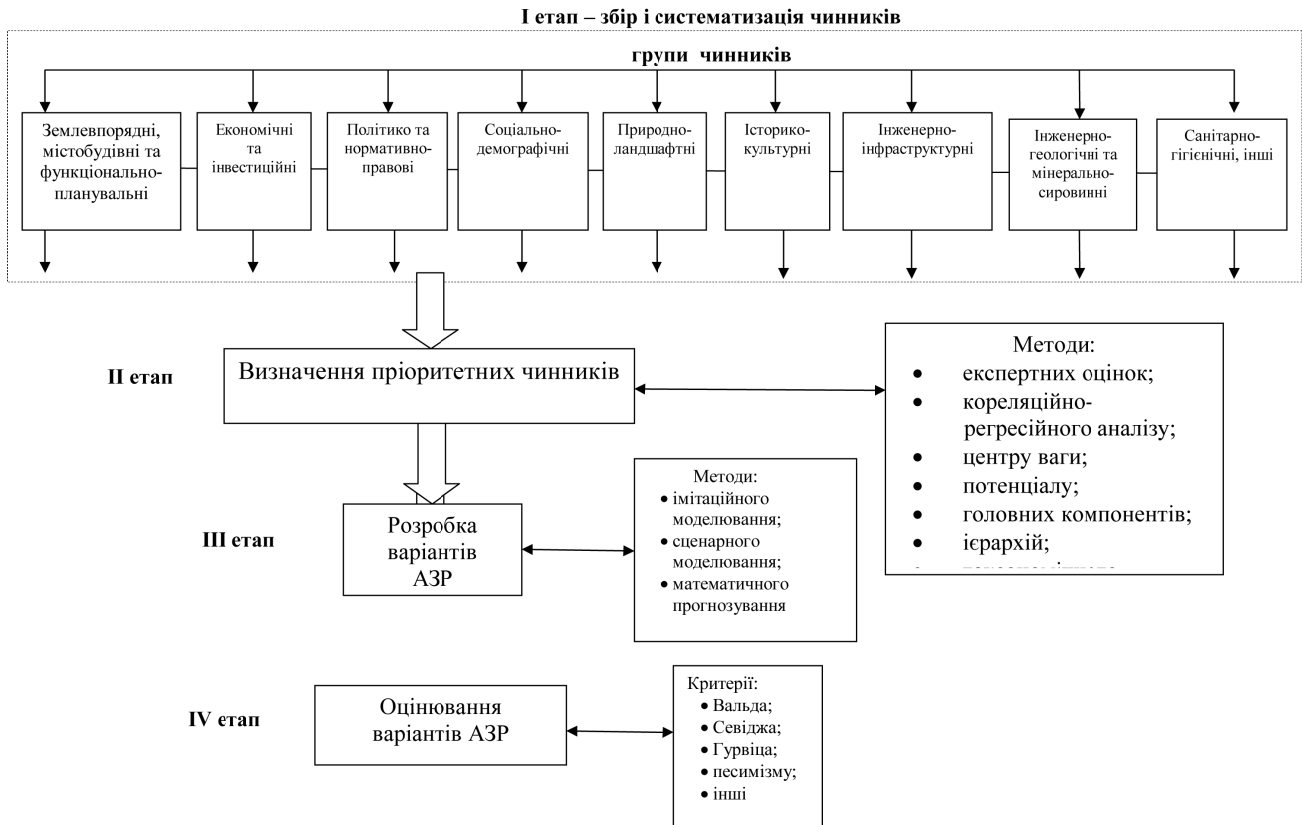 І етап – збір і систематизація чинників
групи чинників
Землевпорядні,
містобудівні та
функціонально-
планувальні
Економічні
та
інвестиційні
Політико та
нормативно-
правові
Соціально-
демографічні
Природно-
ландшафтні
Історико-
культурні
Інженерно-
інфраструктурні
Інженерно-
геологічні та
мінерально-
сировинні
Санітарно-
гігієнічні, інші
ІІ етап
Визначення пріоритетних чинників
Методи:
• експертних оцінок;
• кореляційно-
регресійного аналізу;
• центру ваги;
• потенціалу;
• головних компонентів;
• ієрархій;
ІІІ етап
Розробка
варіантів
АЗР
Методи:
• імітаційного
моделювання;
• сценарного
моделювання;
• математичного
прогнозування
IV етап
Оцінювання
варіантів АЗР
Критерії:
• Вальда;
• Севіджа;
• Гурвіца;
• песимізму;
• інші